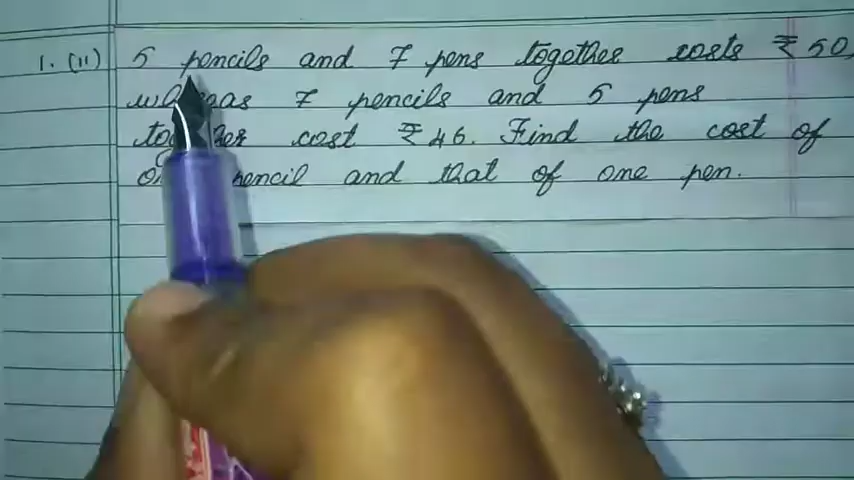 1. (ii) 5 pencils and 7 pens together costs ₹ 50,
7 pencils and 5 pens
cost ₹ 46. Find the cost of
pencil and that of one pen.